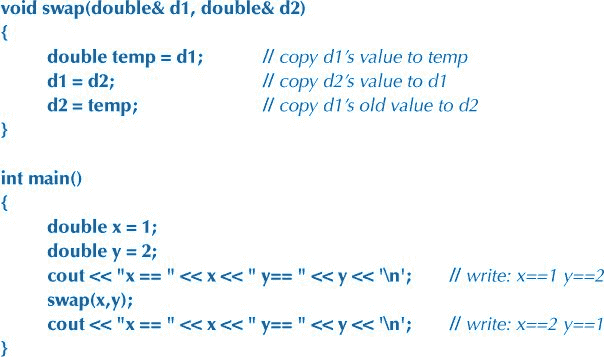 void swap(double& d1, double& d2)
{
double temp = d1; // copy d1’s value to temp
d1 = d2; // copy d2’s value to d1
d2 = temp; // copy d1’s old value to d2
}
int main()
{
double x = 1;
double y = 2;
cout << "x == " << x << " y== " << y << '\n'; // write: x==1 y==2
swap(x,y);
cout << "x == " << x << " y== " << y << '\n'; // write: x==2 y==1
}